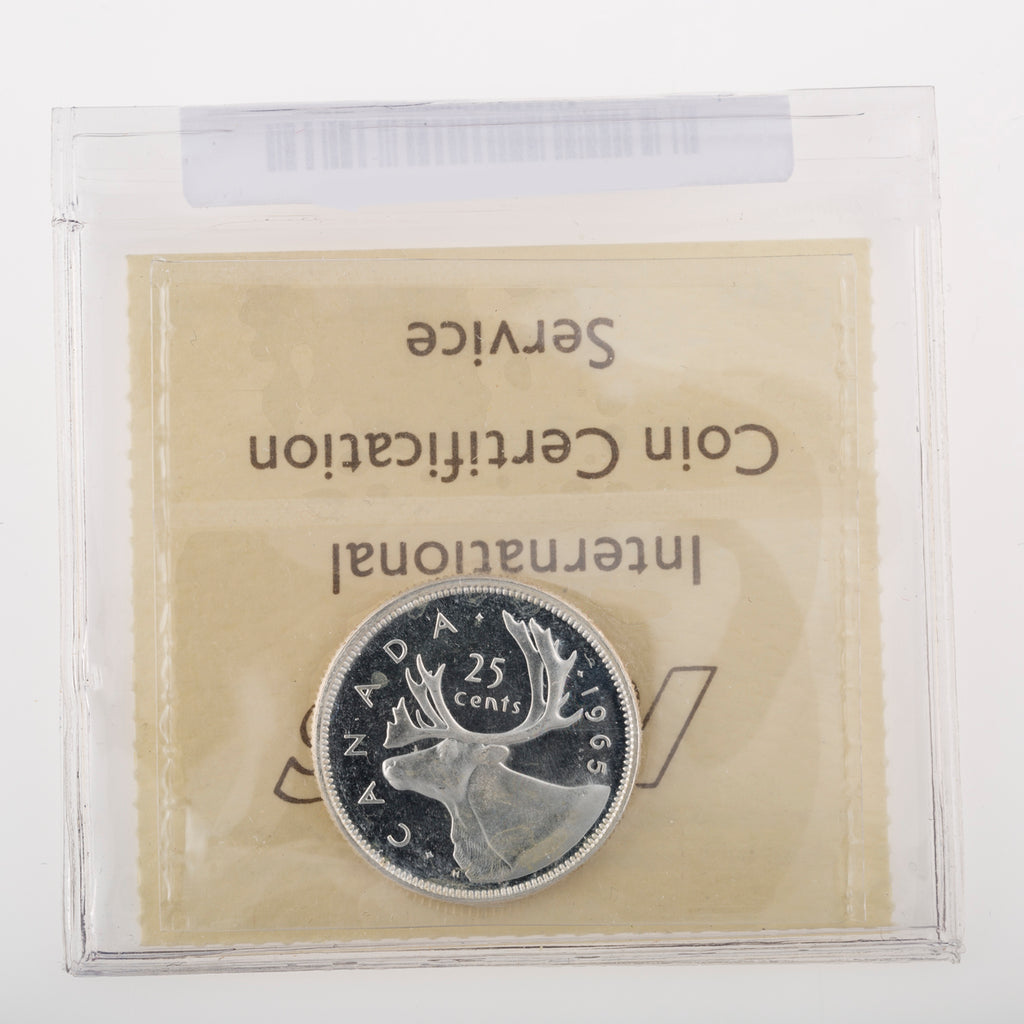 International
Coin Certification
Service
CANADA
25
cents
1965
H